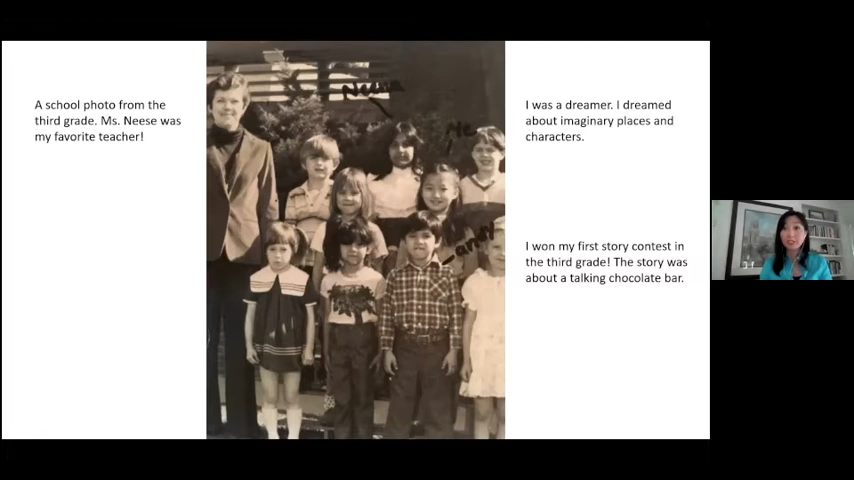 A school photo from the
third grade. Ms. Neese was
my favorite teacher!
I was a dreamer. I dreamed
about imaginary places and
characters.
I won my first story contest in
the third grade! The story was
about a talking chocolate bar.
Me